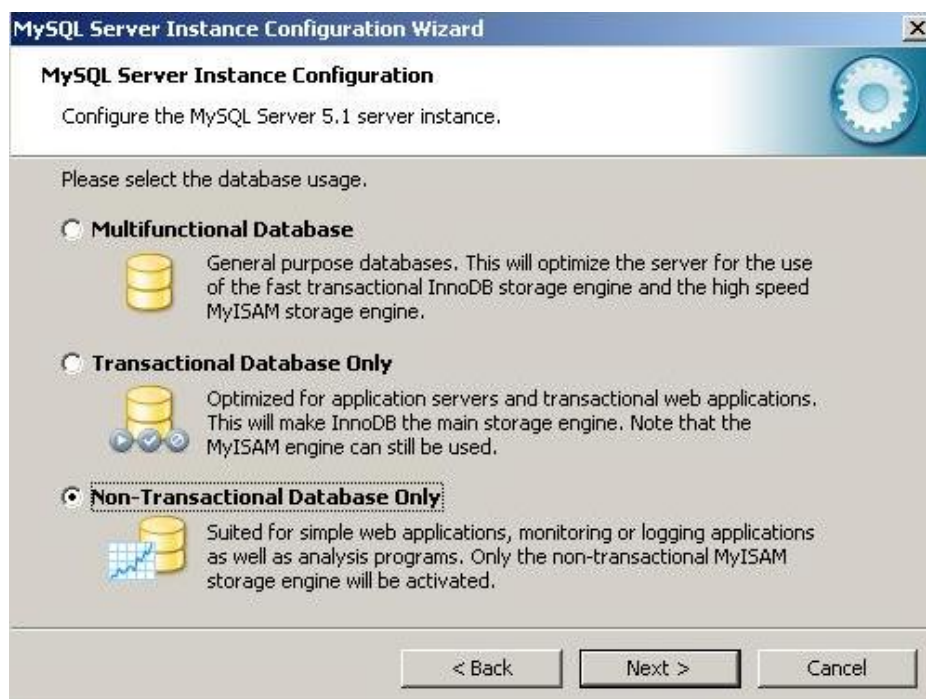 MySQL Server Instance Configuration Wizard
MySQL Server Instance Configuration
Configure the MySQL Server 5.1 server instance.
Please select the database usage.
Multifunctional Database
General purpose databases. This will optimize the server for the use
of the fast transactional InnoDB storage engine and the high speed
MyISAM storage engine.
Transactional Database Only
Optimized for application servers and transactional web applications.
This will make InnoDB the main storage engine. Note that the
MyISAM engine can still be used.
Non-Transactional Database Only
Suited for simple web applications, monitoring or logging applications
as well as analysis programs. Only the non-transactional MyISAM
storage engine will be activated.
< Back
Next >
Cancel